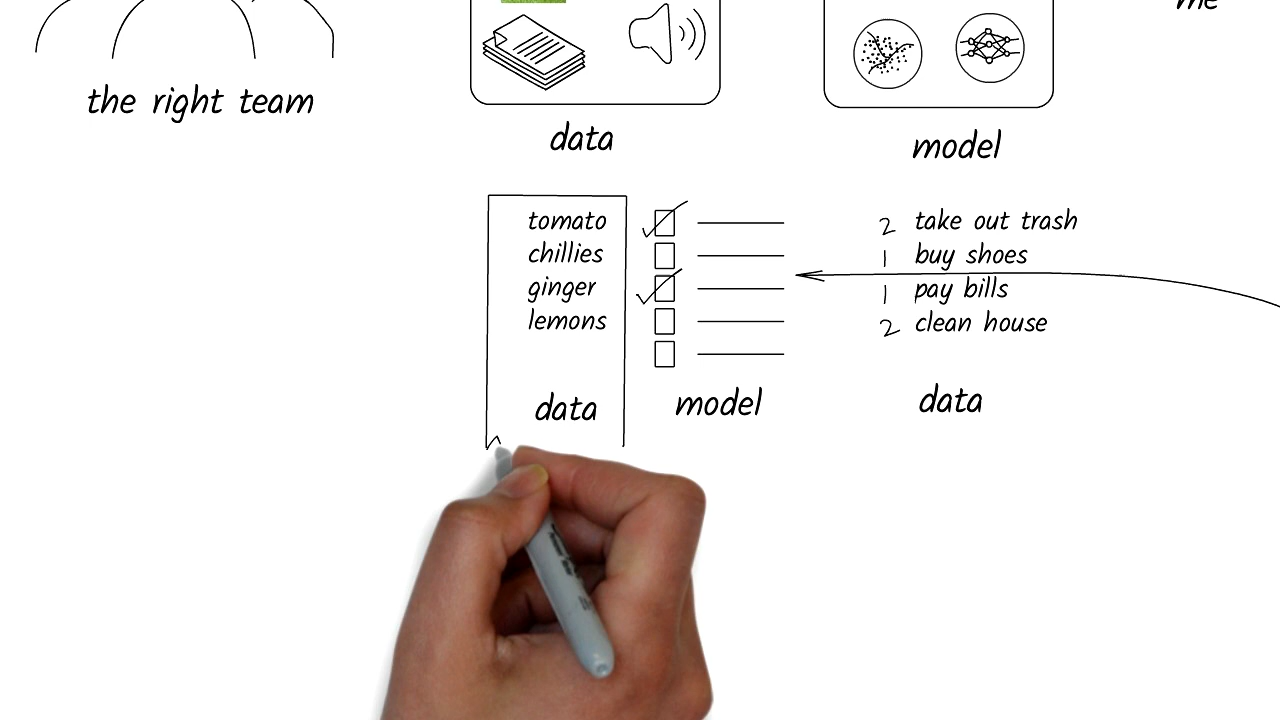 me
the right team
data
model
tomato
chillies
ginger
lemons
data
model
2 take out trash
1 buy shoes
1 pay bills
2 clean house
data